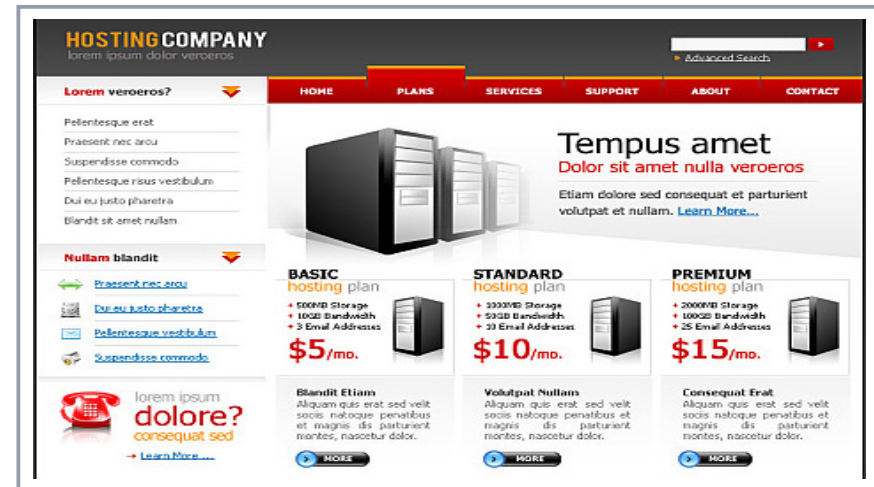 HOSTING COMPANY
lorem ipsum dolor veroeros
Advanced Search
Lorem veroeros?
HOME PLANS SERVICES SUPPORT ABOUT CONTACT
Pellentesque erat
Praesent nec arcu
Suspendisse commodo
Pellentesque risus vestibulum
Dui eu justo pharetra
Blandit sit amet nullam
Tempus amet
Dolor sit amet nulla veroeros
Etiam dolore sed consequat et parturient
volutpat et nullam. Learn More...
Nullam blandit
Praesent nec arcu
Dui eu justo pharetra
Pellentesque vestibulum
Suspendisse commodo
lorem ipsum
dolore?
consequat sed
Learn More ....
BASIC
hosting plan
+ 500MB Storage
+ 10GB Bandwidth
+ 3 Email Addresses
$5/mo.
STANDARD
hosting plan
+ 1000MB Storage
+ 50GB Bandwidth
+ 10 Email Addresses
$10/mo.
PREMIUM
hosting plan
+ 2000MB Storage
+ 100GB Bandwidth
+ 25 Email Addresses
$15/mo.
Blandit Etiam
Aliquam quis erat sed velit
sociis natoque penatibus
et magnis dis parturient
montes, nascetur dolor.
MORE
Volutpat Nullam
Aliquam quis erat sed velit
sociis natoque penatibus et
magnis dis parturient
montes, nascetur dolor.
MORE
Consequat Erat
Aliquam quis erat sed velit
sociis natoque penatibus et
magnis dis parturient
montes, nascetur dolor.
MORE